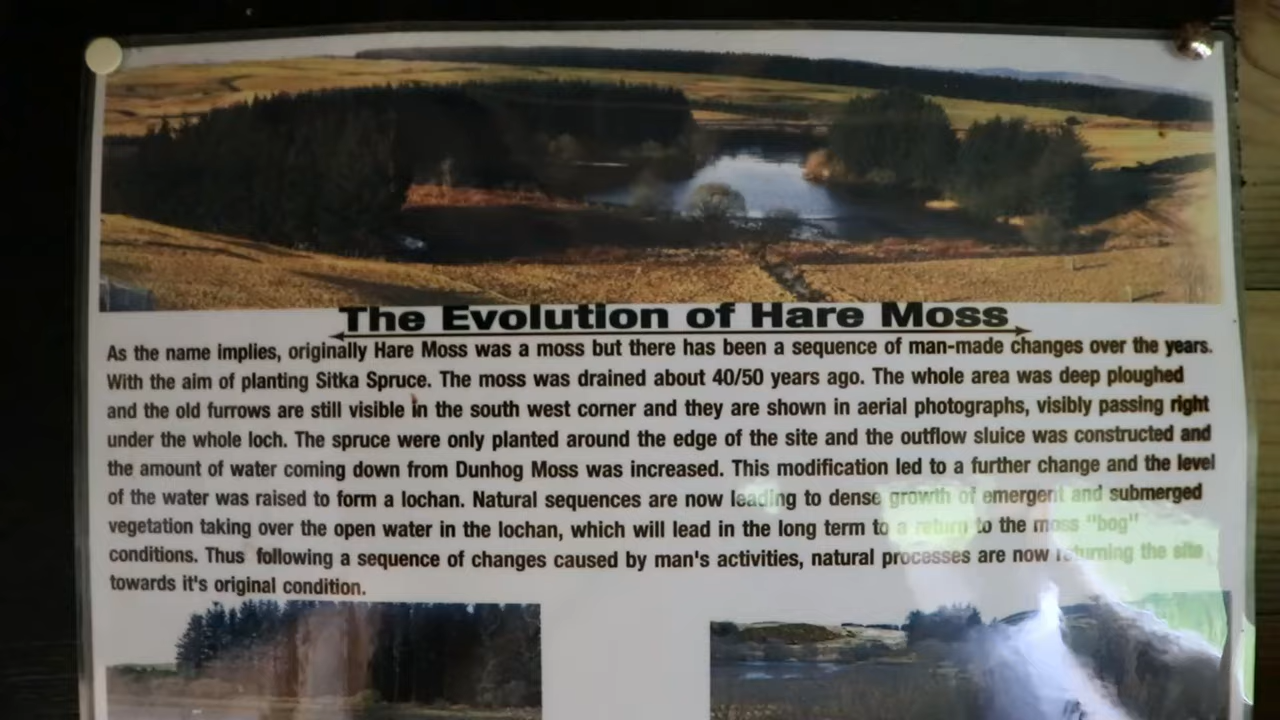 The Evolution of Hare Moss
As the name implies, originally Hare Moss was a moss but there has been a sequence of man-made changes over the years.
With the aim of planting Sitka Spruce. The moss was drained about 40/50 years ago. The whole area was deep ploughed
and the old furrows are still visible in the south west corner and they are shown in aerial photographs, visibly passing right
under the whole loch. The spruce were only planted around the edge of the site and the outflow sluice was constructed and
the amount of water coming down from Dunhog Moss was increased. This modification led to a further change and the level
of the water was raised to form a lochan. Natural sequences are now leading to dense growth of emergent and submerged
vegetation taking over the open water in the lochan, which will lead in the long term to a return to the moss "bog"
conditions. Thus following a sequence of changes caused by man's activities, natural processes are now returning the site
towards it's original condition.